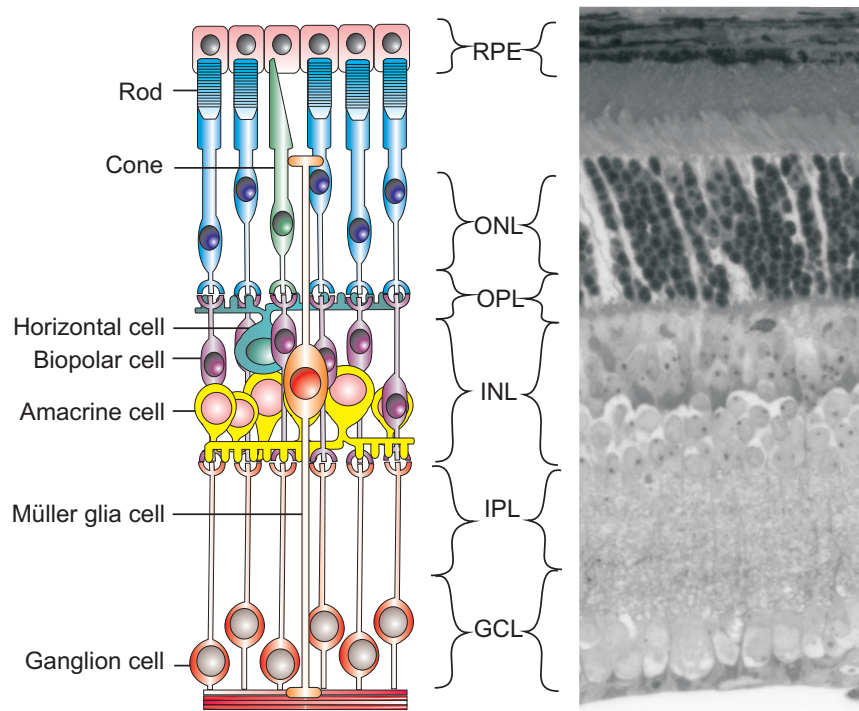 Rod
Cone
Horizontal cell
Biopolar cell
Amacrine cell
Müller glia cell
Ganglion cell
RPE
ONL
OPL
INL
IPL
GCL